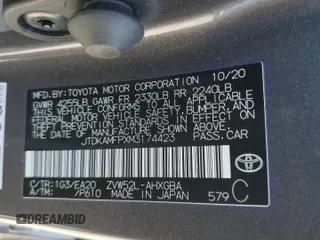 MFD.BY:TOYOTA MOTOR CORPORATION 10/20
GVWR 4255LB GAWR FR 2330LB RR 2240LB
THIS VEHICLE CONFORMS TO ALL APPLICABLE
FEDERAL MOTOR VEHICLE SAFETY, BUMPER, AND
THEFT PREVENTION STANDARDS IN EFFECT ON
THE DATE OF MANUFACTURE SHOWN ABOVE.
JTDKAMFPXM3174423 PASS.CAR
C/TR:1G3/EA20 ZVW52L-AHXGBA
A/TM: -/P610 MADE IN JAPAN 579 C
TOYOTA
AutoBidMaster